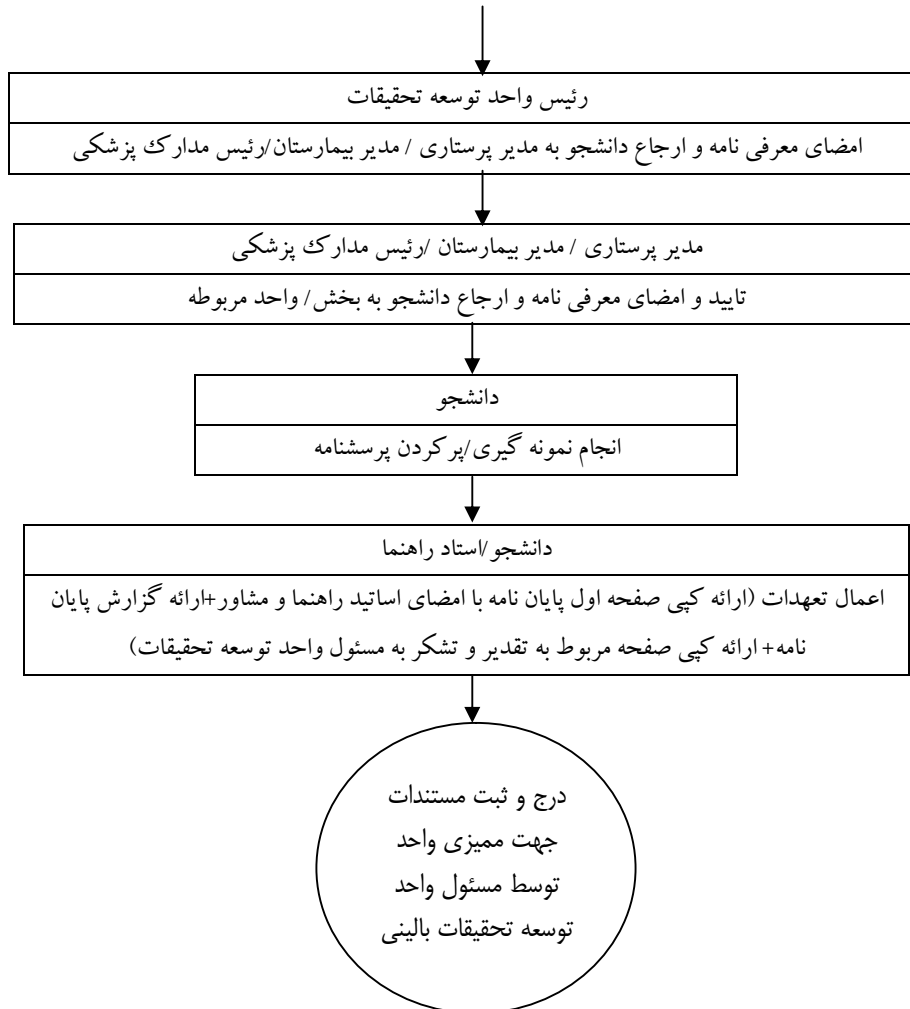 رئیس واحد توسعه تحقیقات
امضای معرفی نامه و ارجاع دانشجو به مدیر پرستاری / مدیر بیمارستان/رئیس مدارک پزشکی
مدیر پرستاری / مدیر بیمارستان /رئیس مدارک پزشکی
تایید و امضای معرفی نامه و ارجاع دانشجو به بخش/ واحد مربوطه
دانشجو
انجام نمونه گیری/پر کردن پرسشنامه
دانشجو/استاد راهنما
اعمال تعهدات (ارائه کپی صفحه اول پایان نامه با امضای اساتید راهنما و مشاور+ارائه گزارش پایان
نامه+ ارائه کپی صفحه مربوط به تقدیر و تشکر به مسئول واحد توسعه تحقیقات)
درج و ثبت مستندات
جهت ممیزی واحد
توسط مسئول واحد
توسعه تحقیقات بالینی